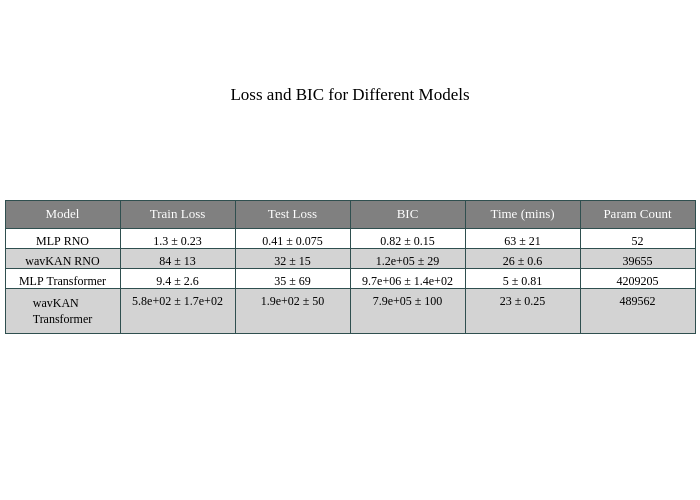 Loss and BIC for Different Models
Model Train Loss Test Loss BIC Time (mins) Param Count
MLP RNO 1.3 ± 0.23 0.41 ± 0.075 0.82 ± 0.15 63 ± 21 52
wavKAN RNO 84 ± 13 32 ± 15 1.2e+05 ± 29 26 ± 0.6 39655
MLP Transformer 9.4 ± 2.6 35 ± 69 9.7e+06 ± 1.4e+02 5 ± 0.81 4209205
wavKAN 5.8e+02 ± 1.7e+02 1.9e+02 ± 50 7.9e+05 ± 100 23 ± 0.25 489562
Transformer